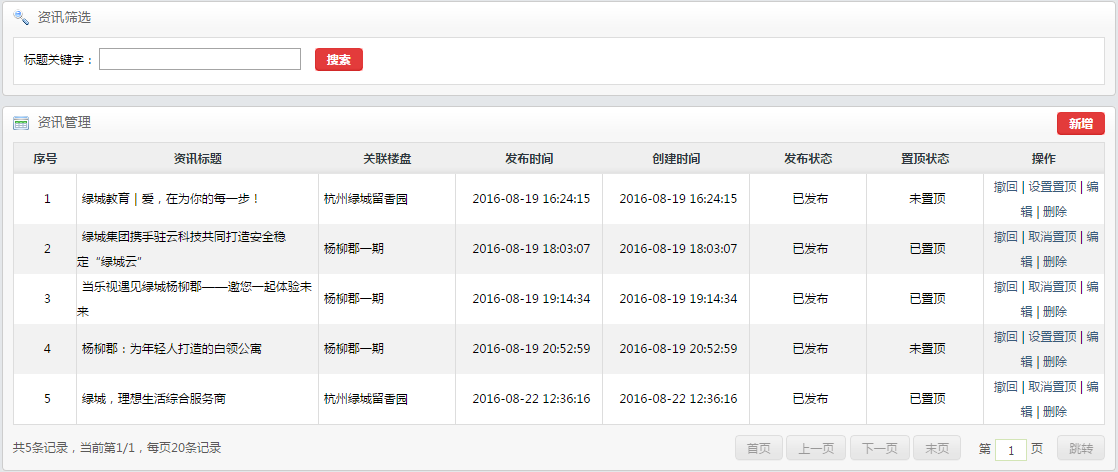 资讯筛选
标题关键字： 搜索
资讯管理 新增
序号 资讯标题 关联楼盘 发布时间 创建时间 发布状态 置顶状态 操作
1 绿城教育｜爱，在为你的每一步！ 杭州绿城留香园 2016-08-19 16:24:15 2016-08-19 16:24:15 已发布 未置顶 撤回 | 设置置顶 | 编
辑 | 删除
2 绿城集团携手驻云科技共同打造安全稳
定“绿城云” 杨柳郡一期 2016-08-19 18:03:07 2016-08-19 18:03:07 已发布 已置顶 撤回 | 取消置顶 | 编
辑 | 删除
3 当乐视遇见绿城杨柳郡——邀您一起体验未
来 杨柳郡一期 2016-08-19 19:14:34 2016-08-19 19:14:34 已发布 已置顶 撤回 | 取消置顶 | 编
辑 | 删除
4 杨柳郡：为年轻人打造的白领公寓 杨柳郡一期 2016-08-19 20:52:59 2016-08-19 20:52:59 已发布 未置顶 撤回 | 设置置顶 | 编
辑 | 删除
5 绿城，理想生活综合服务商 杭州绿城留香园 2016-08-22 12:36:16 2016-08-22 12:36:16 已发布 已置顶 撤回 | 取消置顶 | 编
辑 | 删除
共5条记录，当前第1/1，每页20条记录 首页 上一页 下一页 末页 第 1 页 跳转